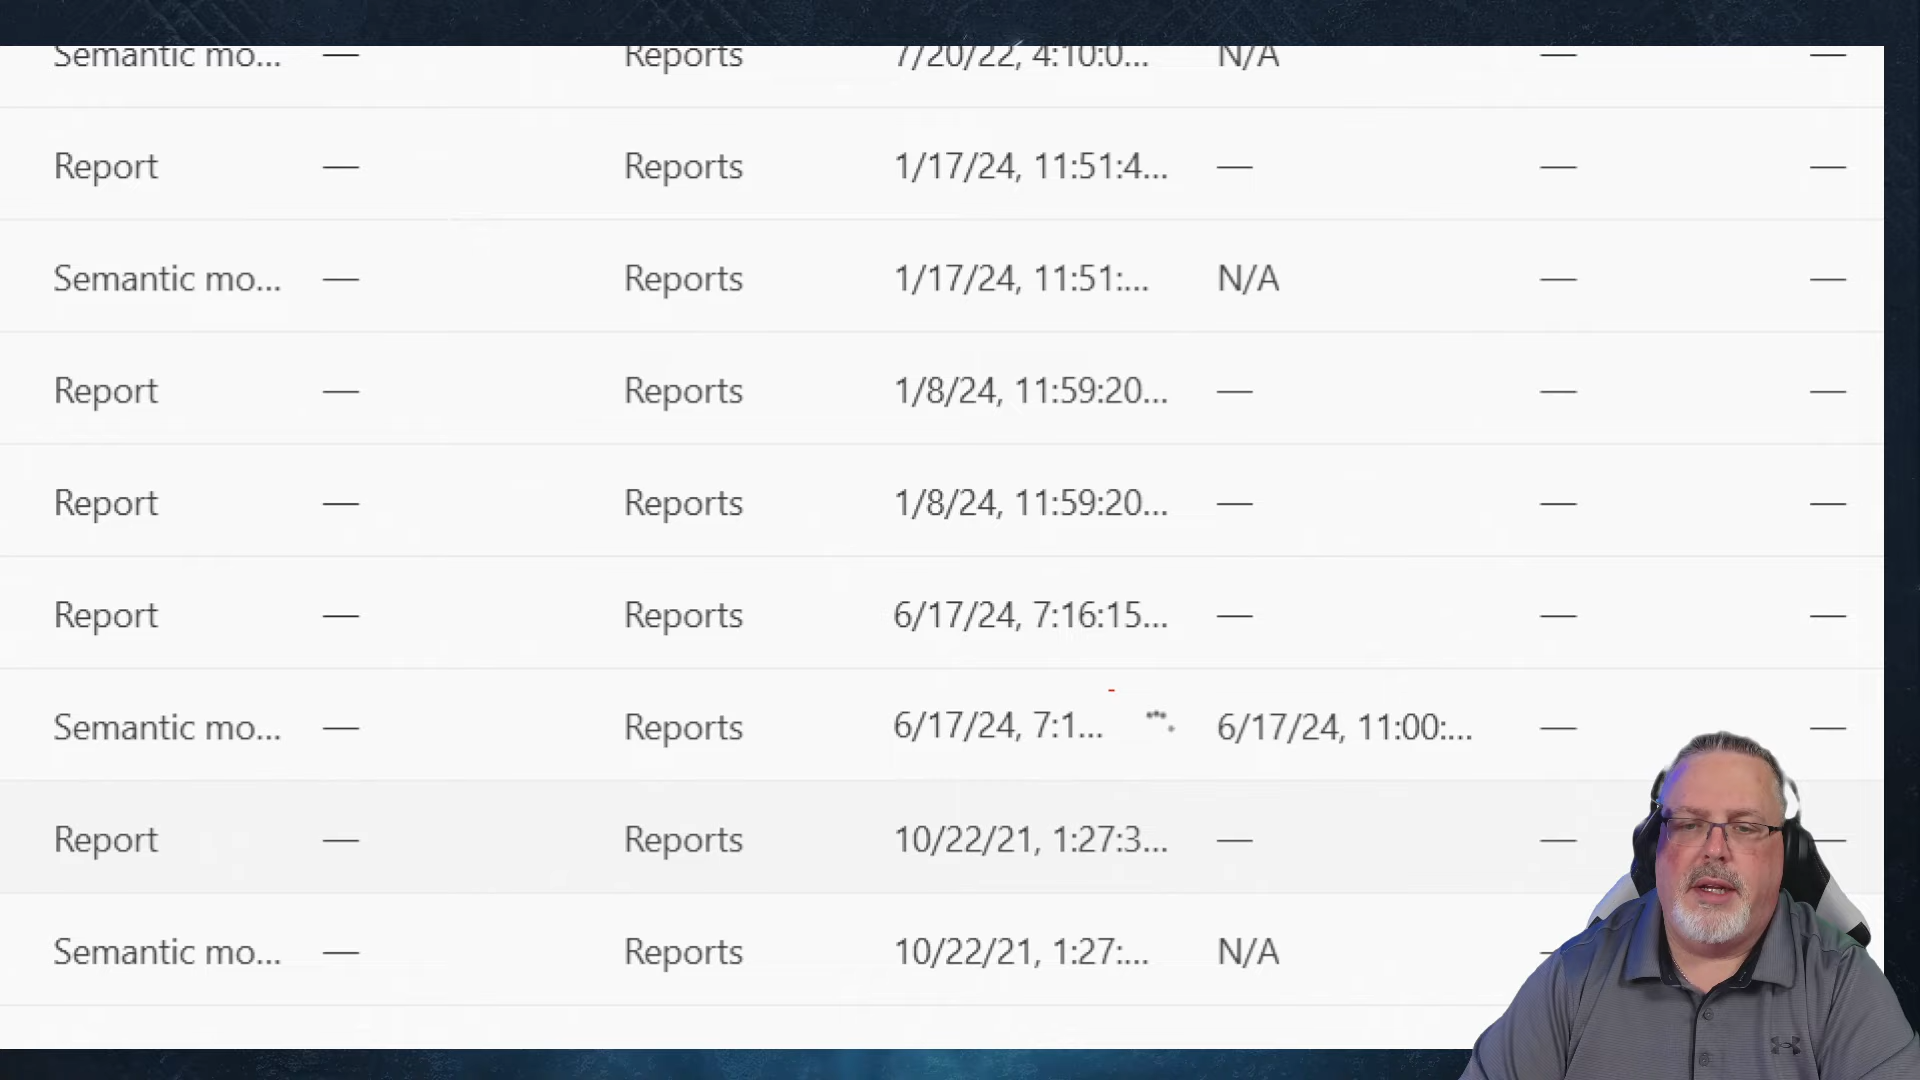 Semantic mo... — Reports 7/20/22, 4:10:0... N/A — —
Report — Reports 1/17/24, 11:51:4... — — —
Semantic mo... — Reports 1/17/24, 11:51:... N/A — —
Report — Reports 1/8/24, 11:59:20... — — —
Report — Reports 1/8/24, 11:59:20... — — —
Report — Reports 6/17/24, 7:16:15... — — —
Semantic mo... — Reports 6/17/24, 7:1... 6/17/24, 11:00:... — —
Report — Reports 10/22/21, 1:27:3... — — —
Semantic mo... — Reports 10/22/21, 1:27:... N/A —